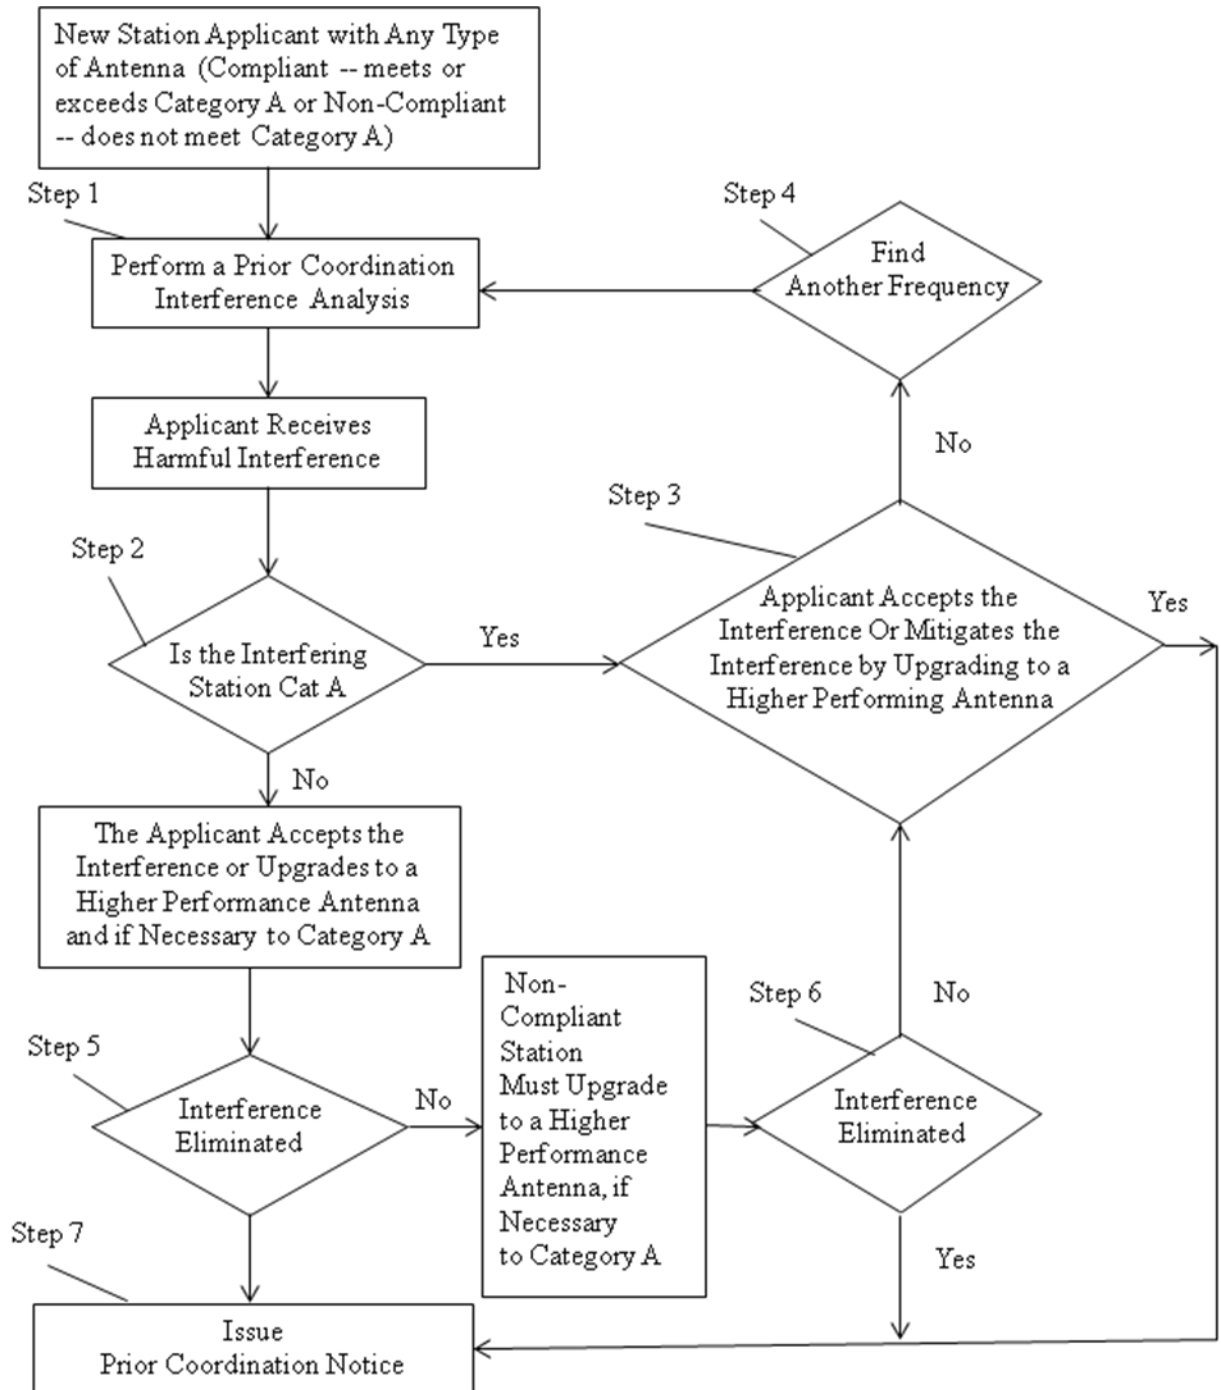 New Station Applicant with Any Type
of Antenna (Compliant -- meets or
exceeds Category A or Non-Compliant
-- does not meet Category A)
Step 1
Perform a Prior Coordination
Interference Analysis
Step 4
Find
Another Frequency
Applicant Receives
Harmful Interference
No
Step 3
Step 2
Is the Interfering
Station Cat A
Yes
Applicant Accepts the
Interference Or Mitigates the
Interference by Upgrading to a
Higher Performing Antenna
Yes
No
The Applicant Accepts the
Interference or Upgrades to a
Higher Performance Antenna
and if Necessary to Category A
Step 5
Interference
Eliminated
No
Non-
Compliant
Station
Must Upgrade
to a Higher
Performance
Antenna, if
Necessary
to Category A
Step 6
No
Interference
Eliminated
Yes
Step 7
Issue
Prior Coordination Notice